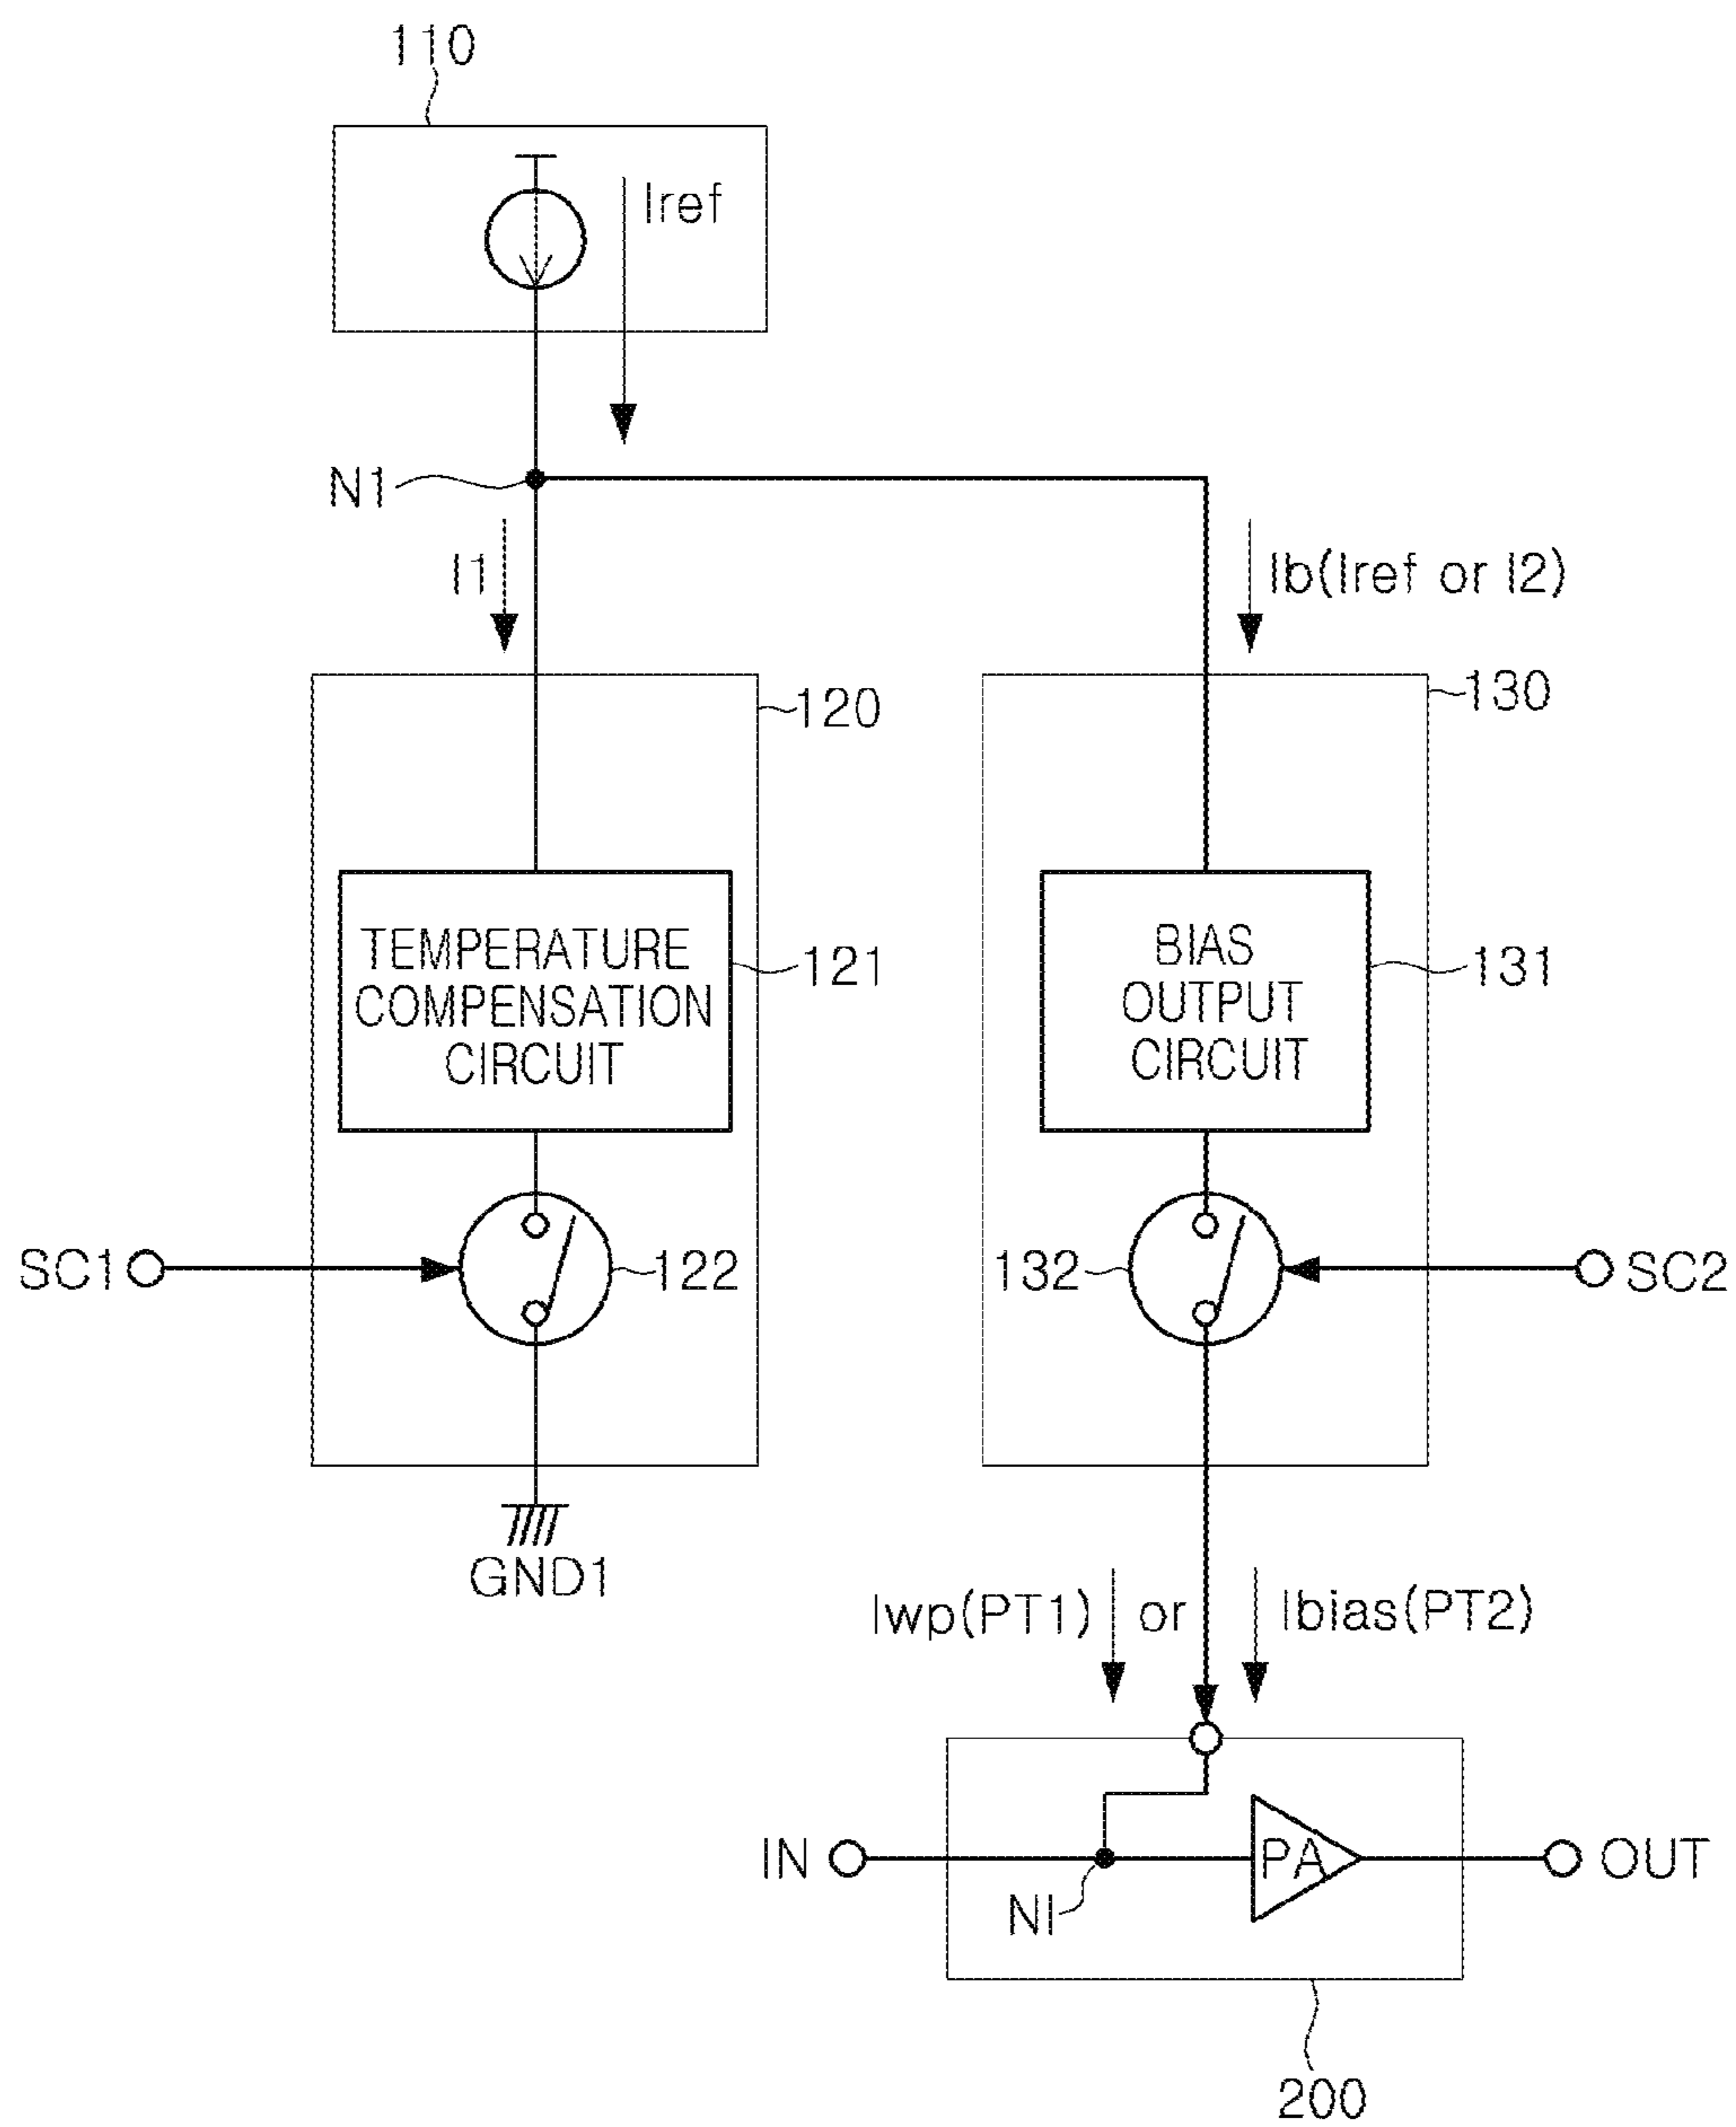 110
Iref
N1
I1
Ib(Iref or I2)
120
130
TEMPERATURE
COMPENSATION
CIRCUIT
121
BIAS
OUTPUT
CIRCUIT
131
SC1
122
132
SC2
GND1
Iwp(PT1) or Ibias(PT2)
IN
PA
OUT
NI
200